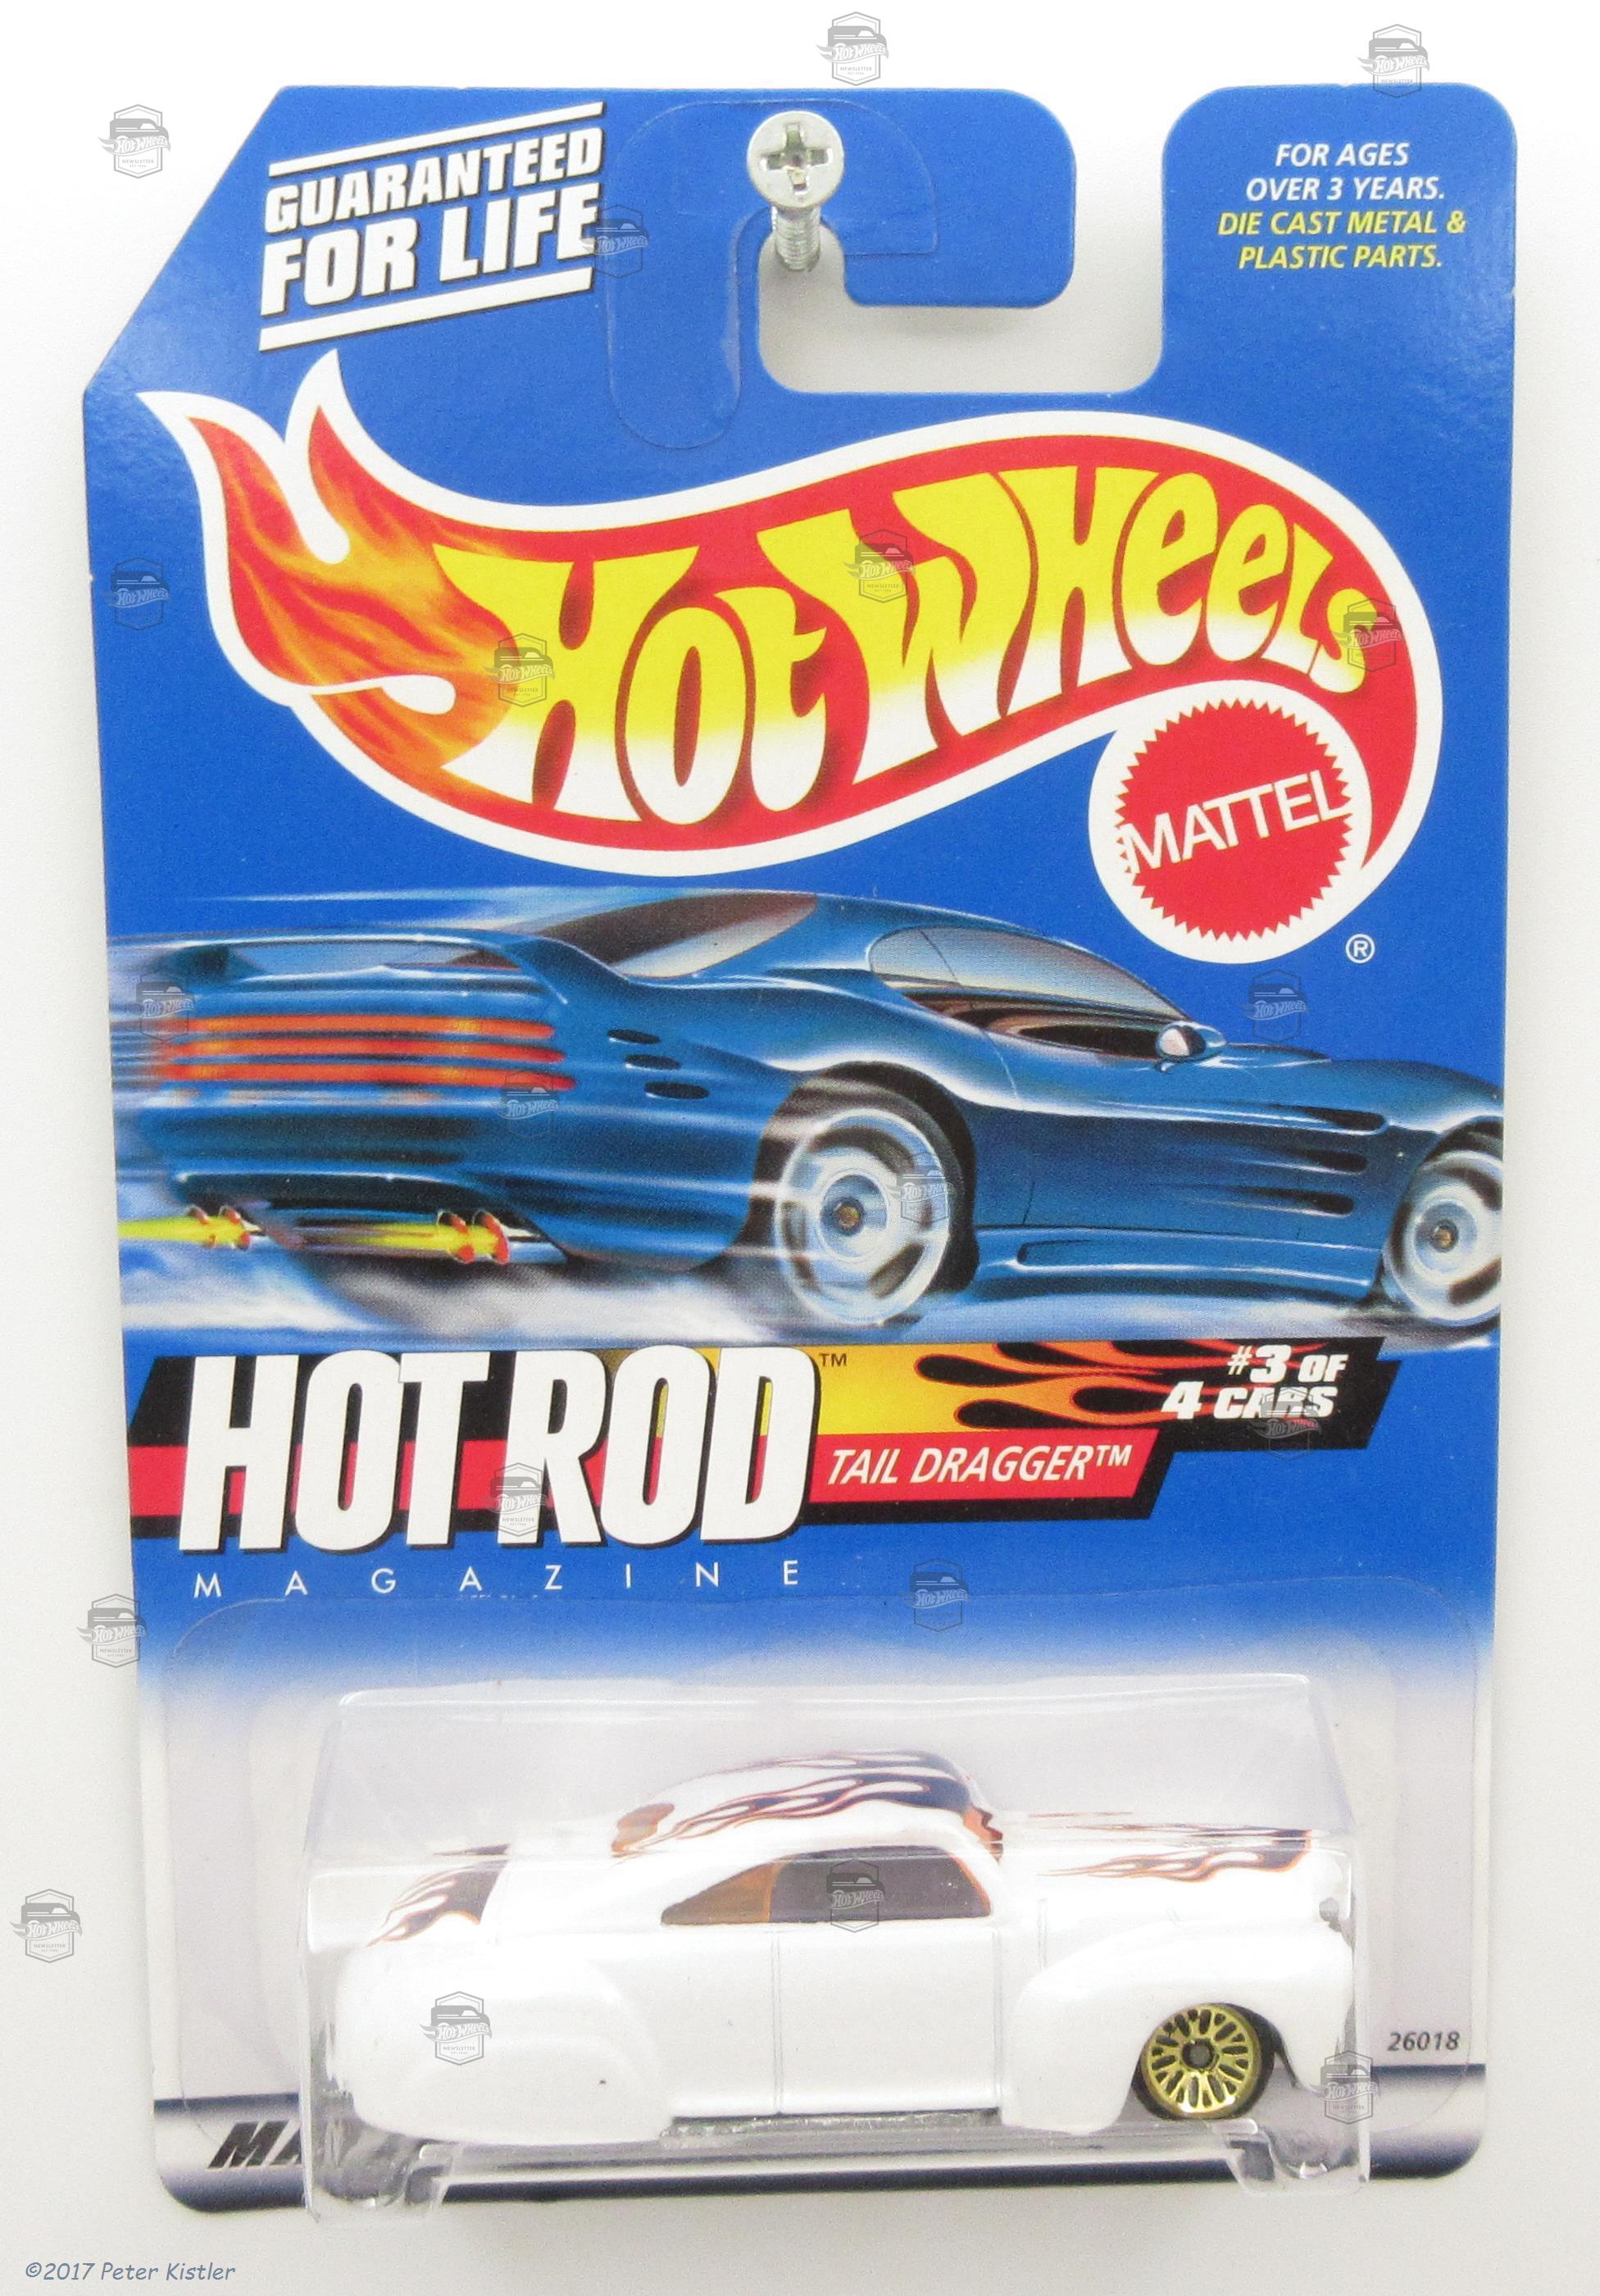 GUARANTEED
FOR LIFE
FOR AGES
OVER 3 YEARS.
DIE CAST METAL &
PLASTIC PARTS.
HOT WHEELS
MATTEL
®
HOT ROD™
MAGAZINE
#3 OF
4 CARS
TAIL DRAGGER™
26018
MA
©2017 Peter Kistler